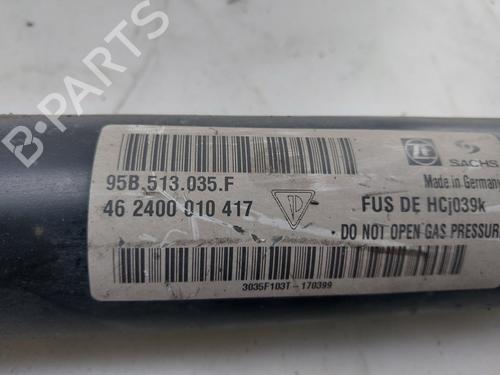 B-PARTS
95B.513.035.F
46 2400 010 417
3035F103T-170399
ZF SACHS
Made in Germany
FUS DE HCj039k
DO NOT OPEN GAS PRESSURE